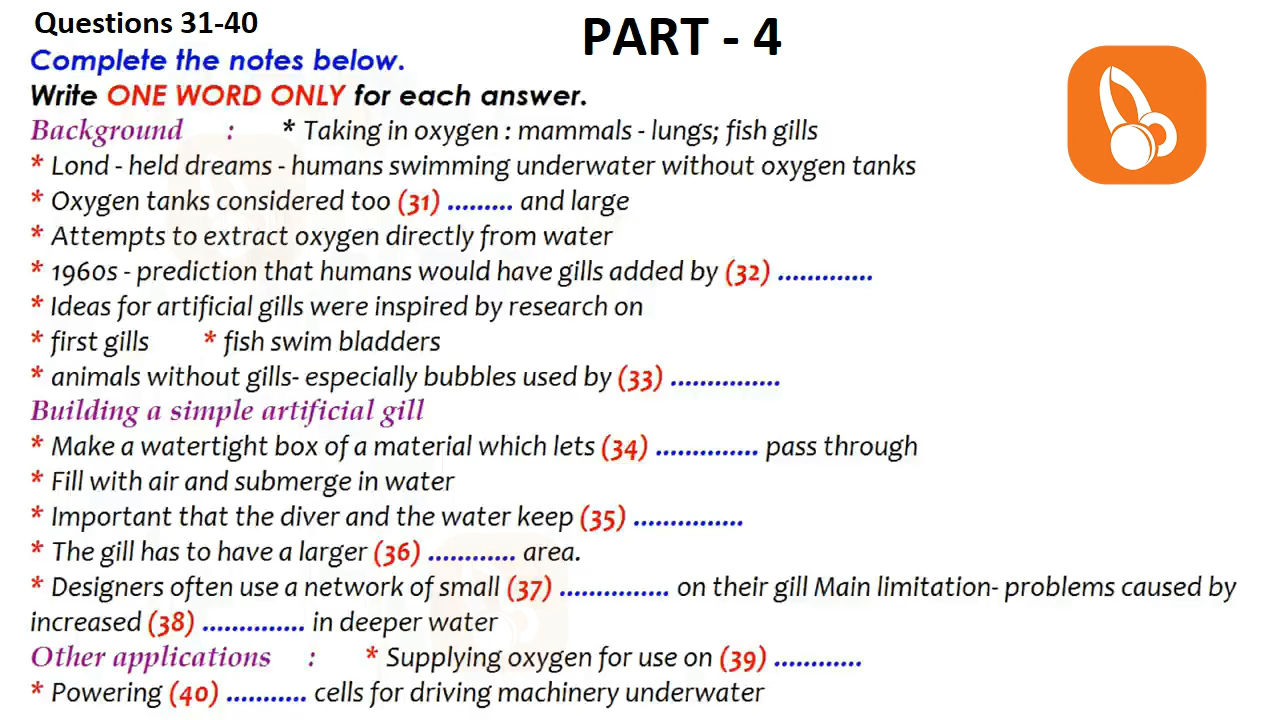 Questions 31-40
PART - 4
Complete the notes below.
Write ONE WORD ONLY for each answer.
Background : * Taking in oxygen : mammals - lungs; fish gills
* Lond - held dreams - humans swimming underwater without oxygen tanks
* Oxygen tanks considered too (31) ......... and large
* Attempts to extract oxygen directly from water
* 1960s - prediction that humans would have gills added by (32) .............
* Ideas for artificial gills were inspired by research on
* first gills * fish swim bladders
* animals without gills- especially bubbles used by (33) ...............
Building a simple artificial gill
* Make a watertight box of a material which lets (34) .............. pass through
* Fill with air and submerge in water
* Important that the diver and the water keep (35) ...............
* The gill has to have a larger (36) ............ area.
* Designers often use a network of small (37) ............... on their gill Main limitation- problems caused by
increased (38) .............. in deeper water
Other applications : * Supplying oxygen for use on (39) ............
* Powering (40) ........... cells for driving machinery underwater